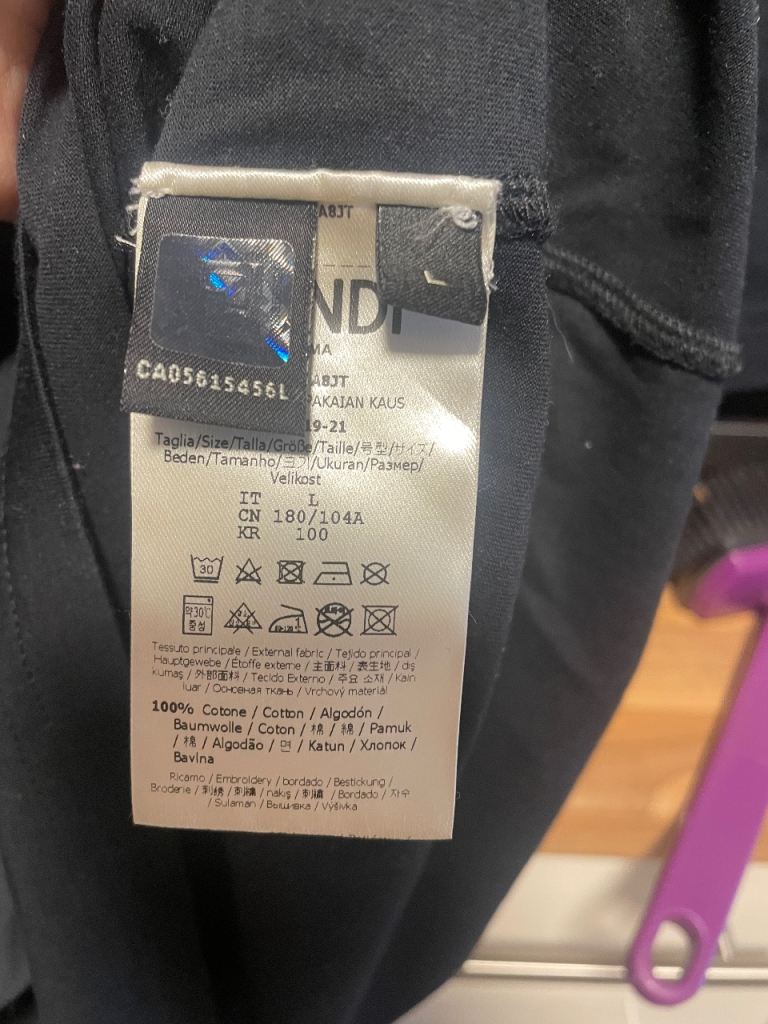 A8JT
L
NDI
MA
CA05615456L
A8JT
PAKAIAN KAUS
19-21
Taglia/Size/Talla/Größe/Taille/号型/サイズ/
Beden/Tamanho/크기/Ukuran/Размер/
Velikost
IT L
CN 180/104A
KR 100
30
약30℃
중성
Tessuto principale / External fabric / Tejido principal /
Hauptgewebe / Étoffe externe / 主面料 / 表生地 / dış
kumaş / 外部面料 / Tecido Externo / 주요 소재 / Kain
luar / Основная ткань / Vrchový materiál
100% Cotone / Cotton / Algodón /
Baumwolle / Coton / 棉 / 綿 / Pamuk
/ 棉 / Algodão / 면 / Katun / Хлопок /
Bavlna
Ricamo / Embroidery / bordado / Bestickung /
Broderie / 刺绣 / 刺繍 / nakış / 刺繡 / Bordado / 자수
/ Sulaman / Вышивка / Výšivka